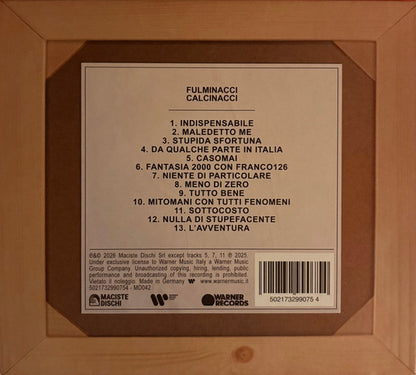 FULMINACCI
CALCINACCI
1. INDISPENSABILE
2. MALEDETTO ME
3. STUPIDA SFORTUNA
4. DA QUALCHE PARTE IN ITALIA
5. CASOMAI
6. FANTASIA 2000 CON FRANCO126
7. NIENTE DI PARTICOLARE
8. MENO DI ZERO
9. TUTTO BENE
10. MITOMANI CON TUTTI FENOMENI
11. SOTTOCOSTO
12. NULLA DI STUPEFACENTE
13. L'AVVENTURA
℗&© 2026 Maciste Dischi Srl except tracks 5, 7, 11 ℗ 2025.
Under exclusive license to Warner Music Italy a Warner Music
Group Company. Unauthorized copying, hiring, lending, public
performance and broadcasting of this recording is prohibited.
Vietato il noleggio. Made in Germany www.warnermusic.it
MACISTE
DISCHI
WARNER
RECORDS
502173299075 4
5021732990754 - MD042